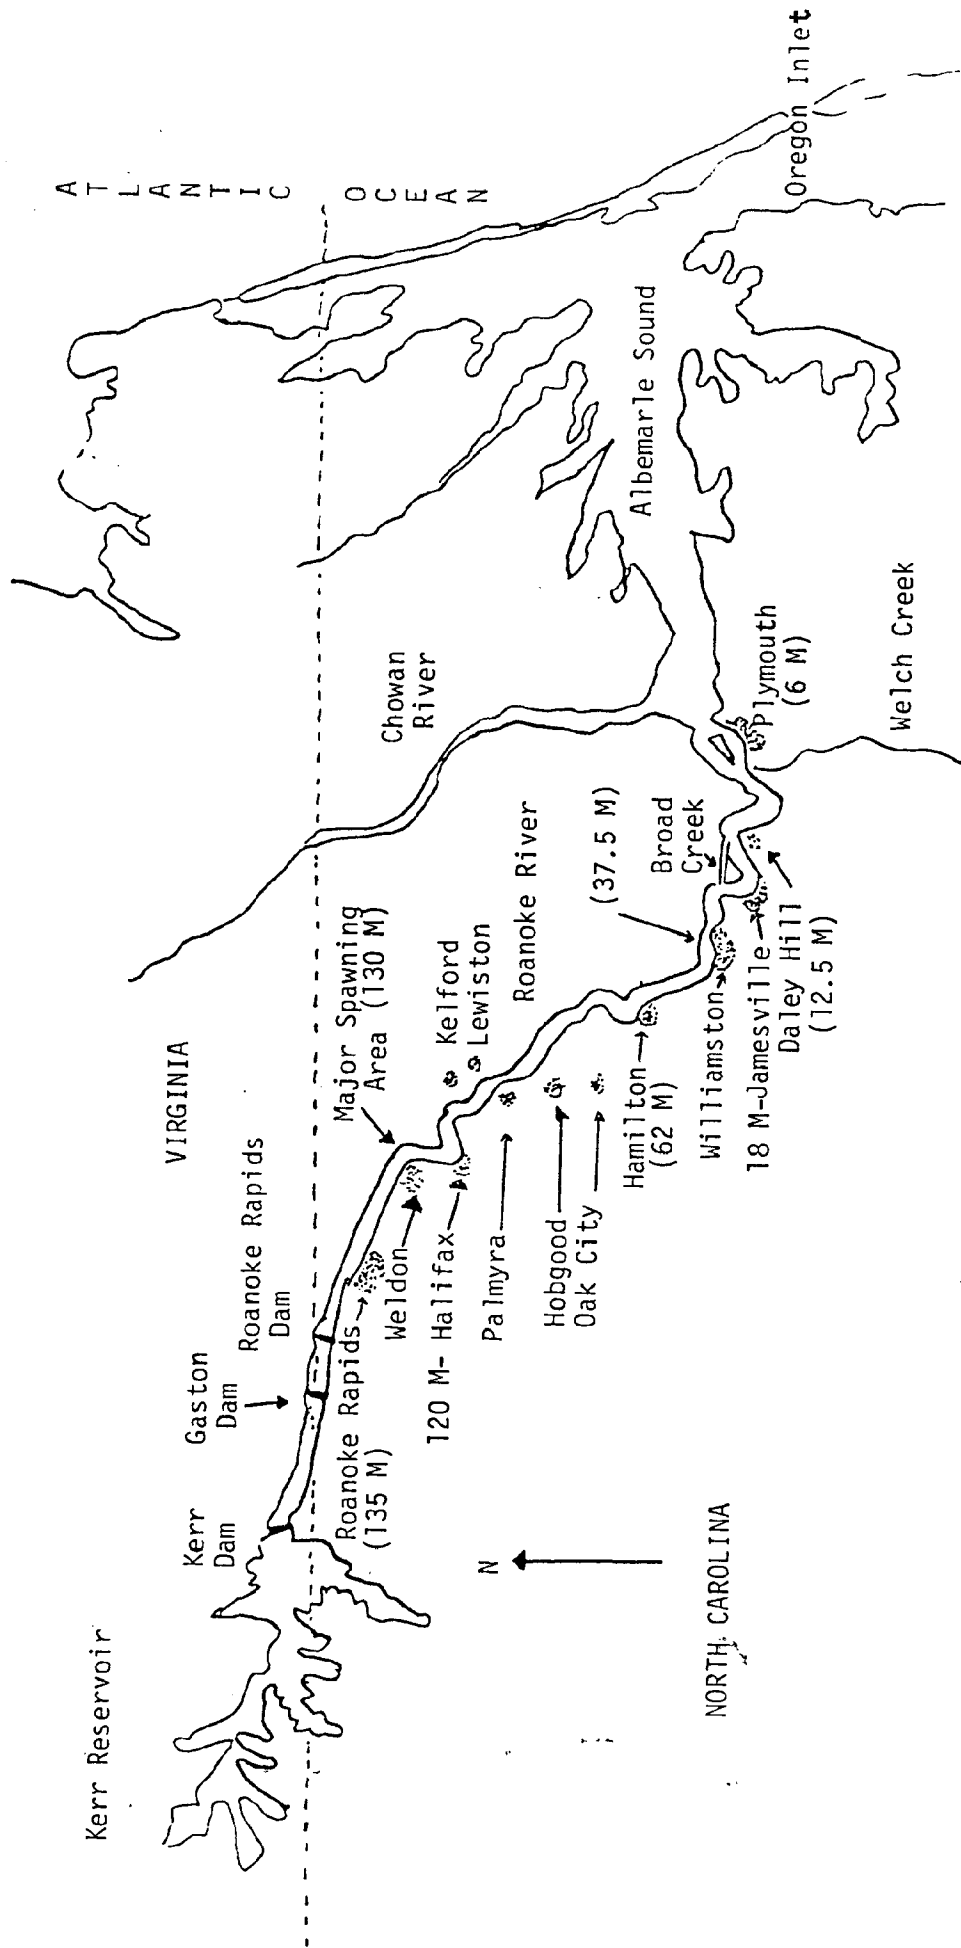 Kerr Reservoir
Kerr
Dam
Gaston
Dam
Roanoke Rapids
Dam
VIRGINIA
A
T
L
A
N
T
I
C
O
C
E
A
N
Roanoke Rapids
(135 M)
Weldon
120 M- Halifax
Palmyra
Hobgood
Oak City
Hamilton
(62 M)
Williamston
18 M-Jamesville
Daley Hill
(12.5 M)
Major Spawning
Area (130 M)
Kelford
Lewiston
Roanoke River
(37.5 M)
Broad
Creek
Chowan
River
Plymouth
(6 M)
Welch Creek
Albemarle Sound
Oregon Inlet
N
NORTH CAROLINA